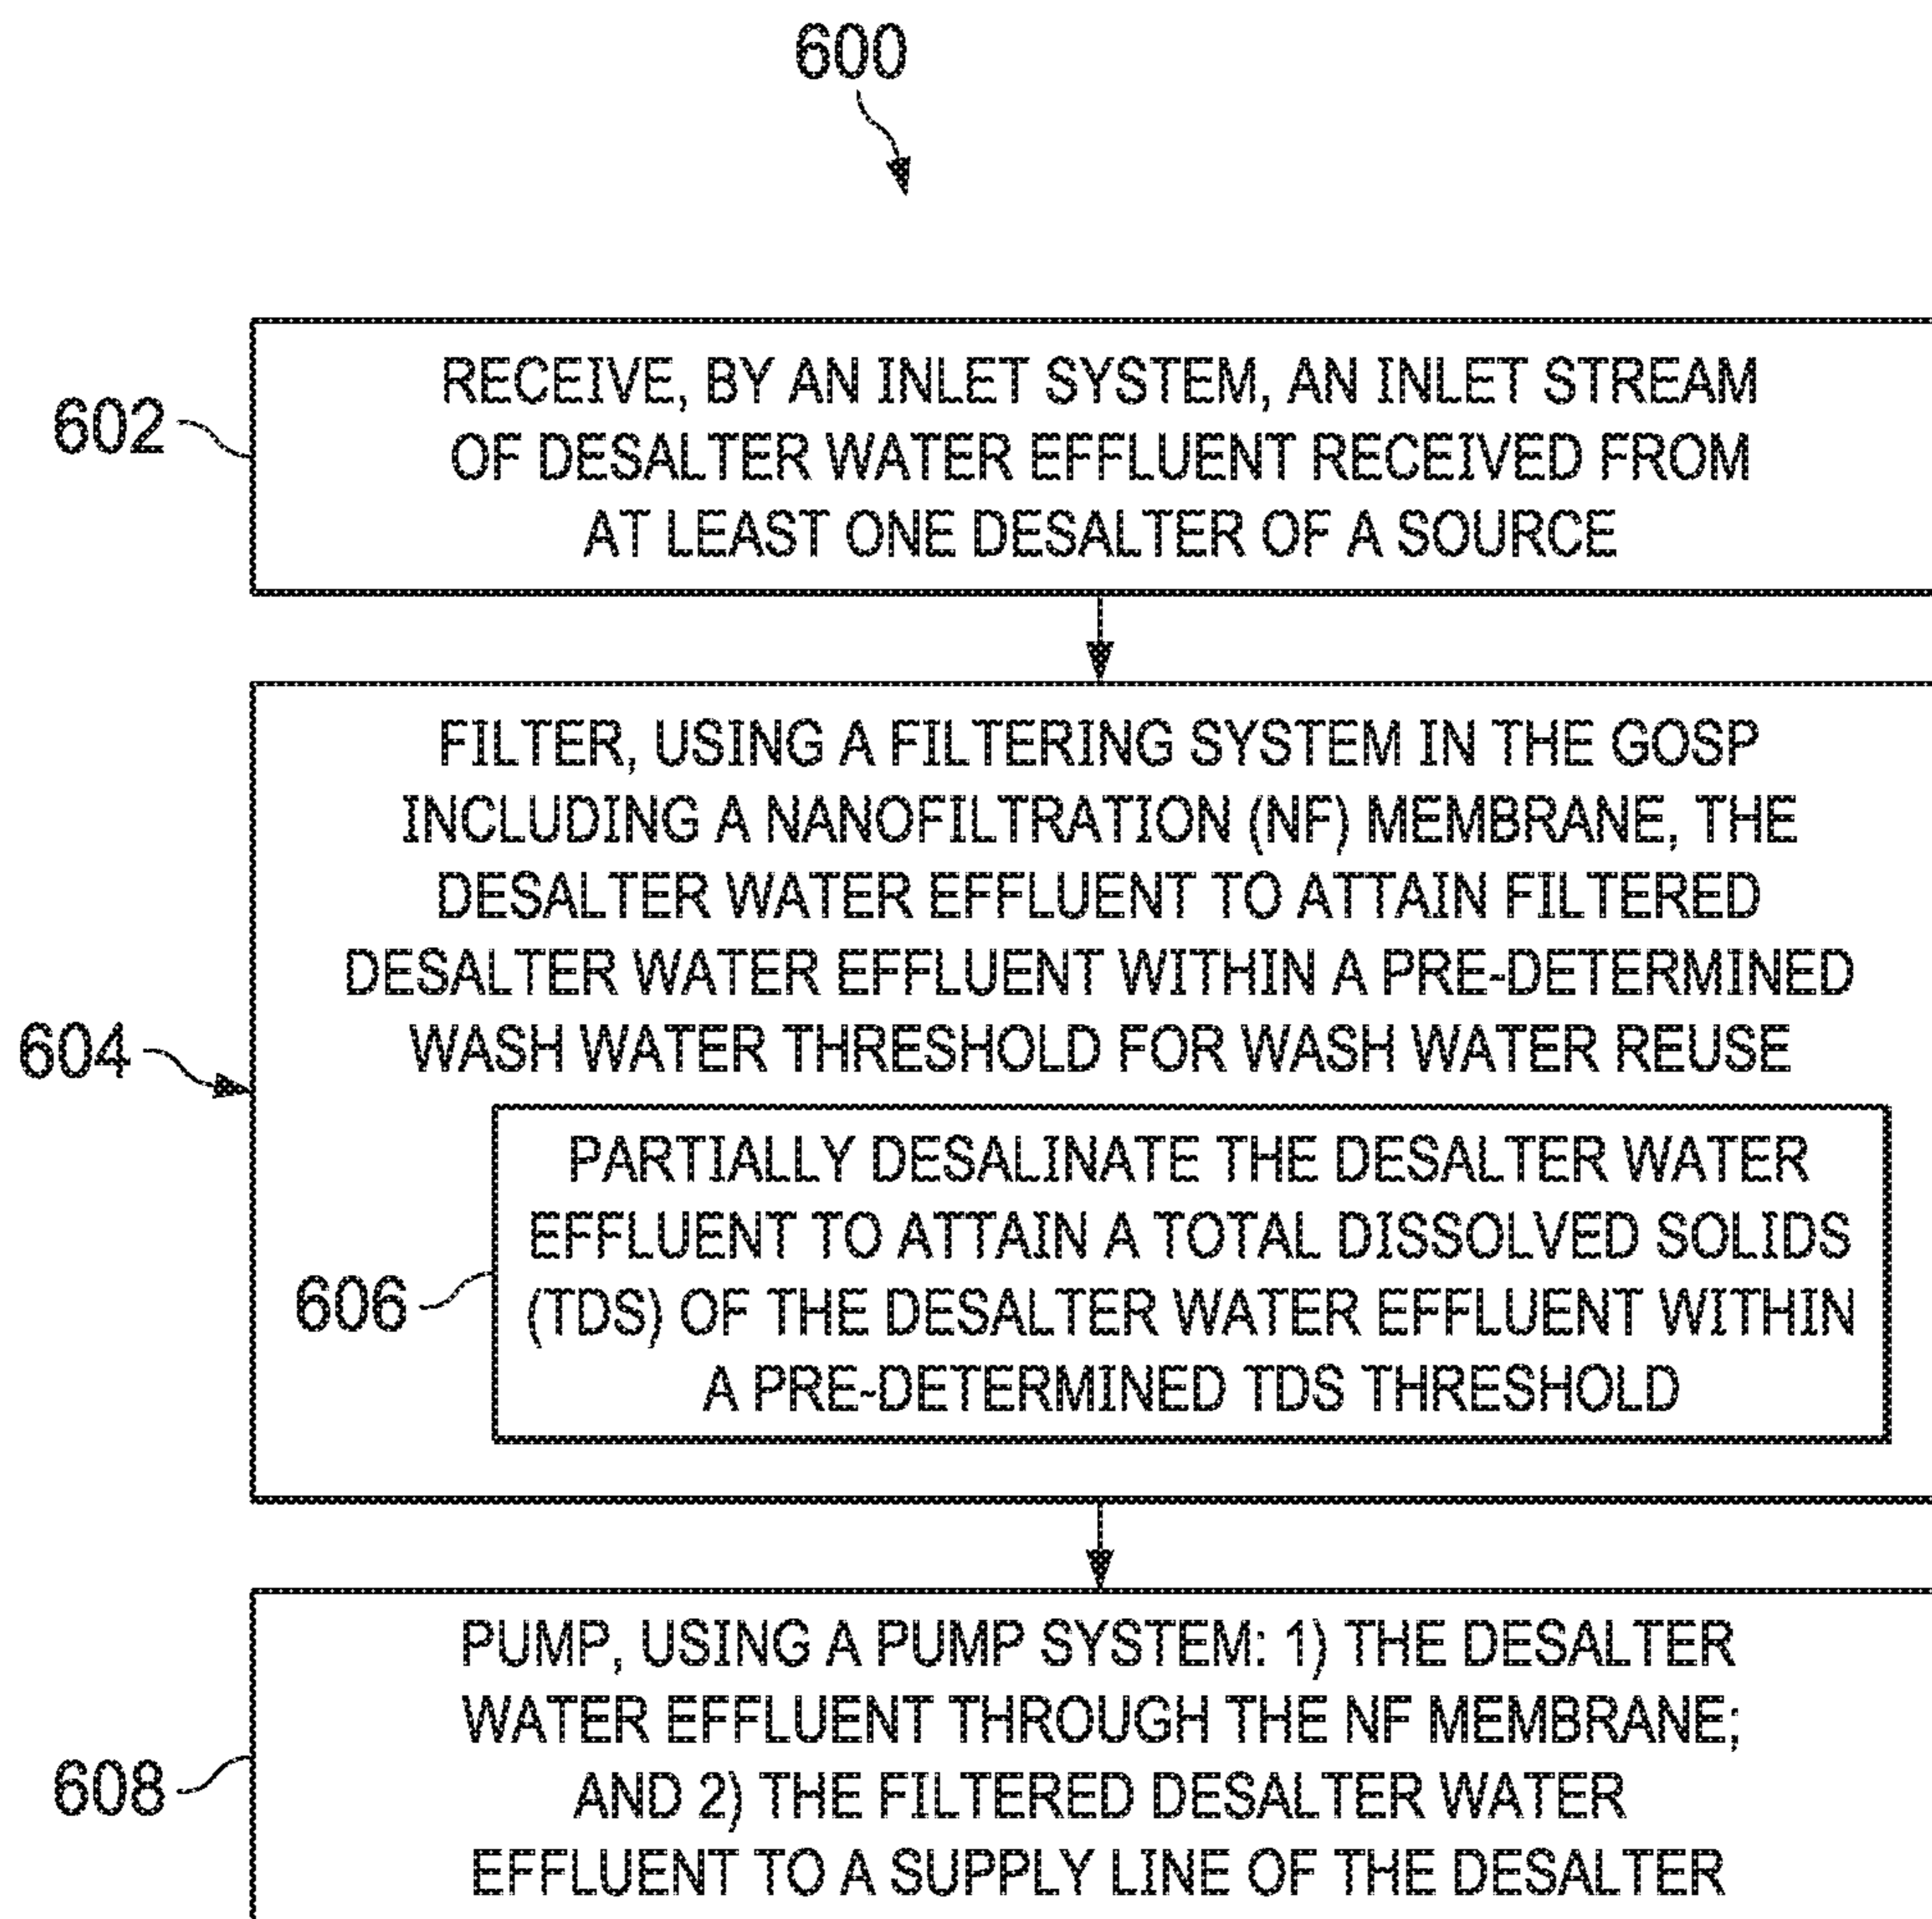 600
602
RECEIVE, BY AN INLET SYSTEM, AN INLET STREAM
OF DESALTER WATER EFFLUENT RECEIVED FROM
AT LEAST ONE DESALTER OF A SOURCE
604
FILTER, USING A FILTERING SYSTEM IN THE GOSP
INCLUDING A NANOFILTRATION (NF) MEMBRANE, THE
DESALTER WATER EFFLUENT TO ATTAIN FILTERED
DESALTER WATER EFFLUENT WITHIN A PRE-DETERMINED
WASH WATER THRESHOLD FOR WASH WATER REUSE
606
PARTIALLY DESALINATE THE DESALTER WATER
EFFLUENT TO ATTAIN A TOTAL DISSOLVED SOLIDS
(TDS) OF THE DESALTER WATER EFFLUENT WITHIN
A PRE-DETERMINED TDS THRESHOLD
608
PUMP, USING A PUMP SYSTEM: 1) THE DESALTER
WATER EFFLUENT THROUGH THE NF MEMBRANE;
AND 2) THE FILTERED DESALTER WATER
EFFLUENT TO A SUPPLY LINE OF THE DESALTER